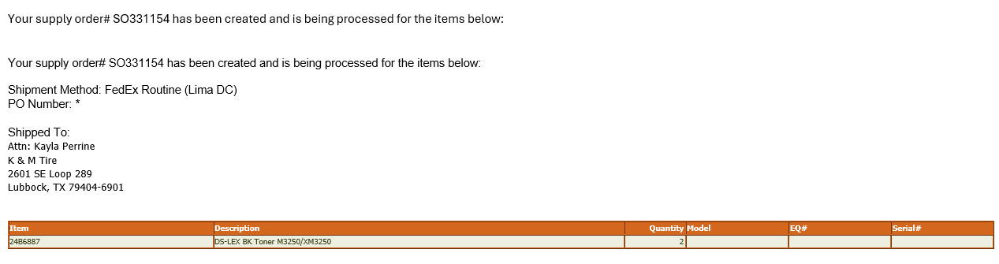 Your supply order# SO331154 has been created and is being processed for the items below:
Your supply order# SO331154 has been created and is being processed for the items below:
Shipment Method: FedEx Routine (Lima DC)
PO Number: *
Shipped To:
Attn: Kayla Perrine
K & M Tire
2601 SE Loop 289
Lubbock, TX 79404-6901
Item Description Quantity Model EQ# Serial#
24B6887 DS-LEX BK Toner M3250/XM3250 2